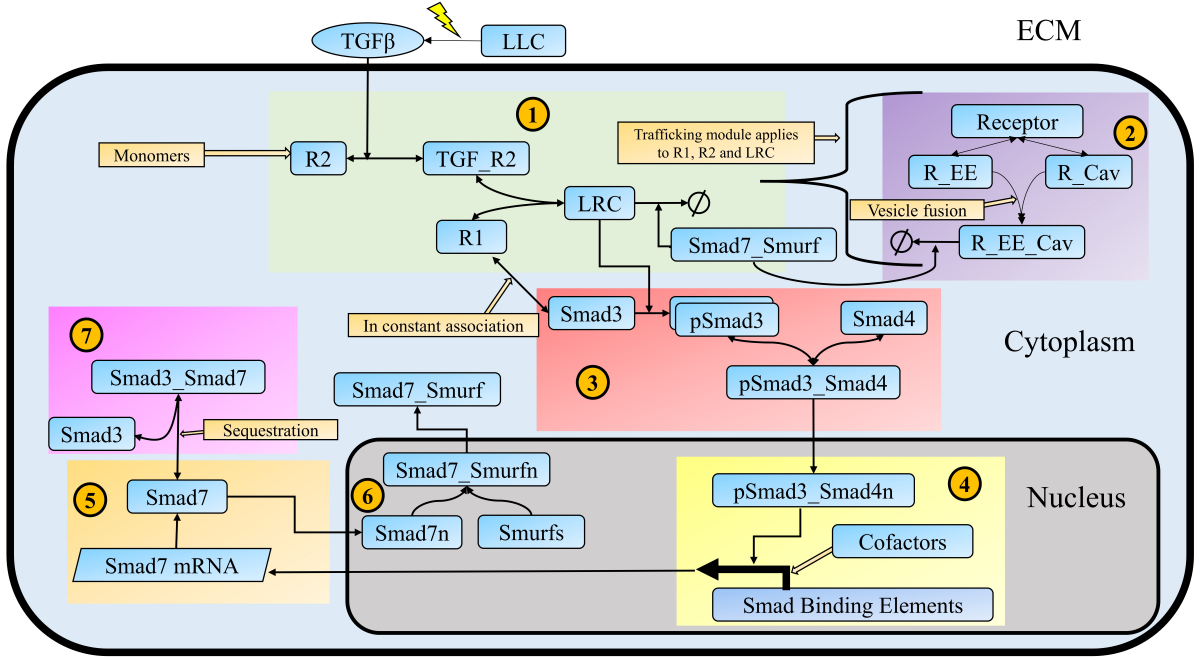 ECM
TGFβ
LLC
1
2
Trafficking module applies
to R1, R2 and LRC
Receptor
Monomers
R2
TGF_R2
R_EE
R_Cav
LRC
∅
Vesicle fusion
R1
Smad7_Smurf
∅
R_EE_Cav
In constant association
Smad3
pSmad3
Smad4
Cytoplasm
7
Smad3_Smad7
3
pSmad3_Smad4
Smad7_Smurf
Smad3
Sequestration
5
Smad7
6
Smad7_Smurfn
4
pSmad3_Smad4n
Nucleus
Smad7n
Smurfs
Cofactors
Smad7 mRNA
Smad Binding Elements